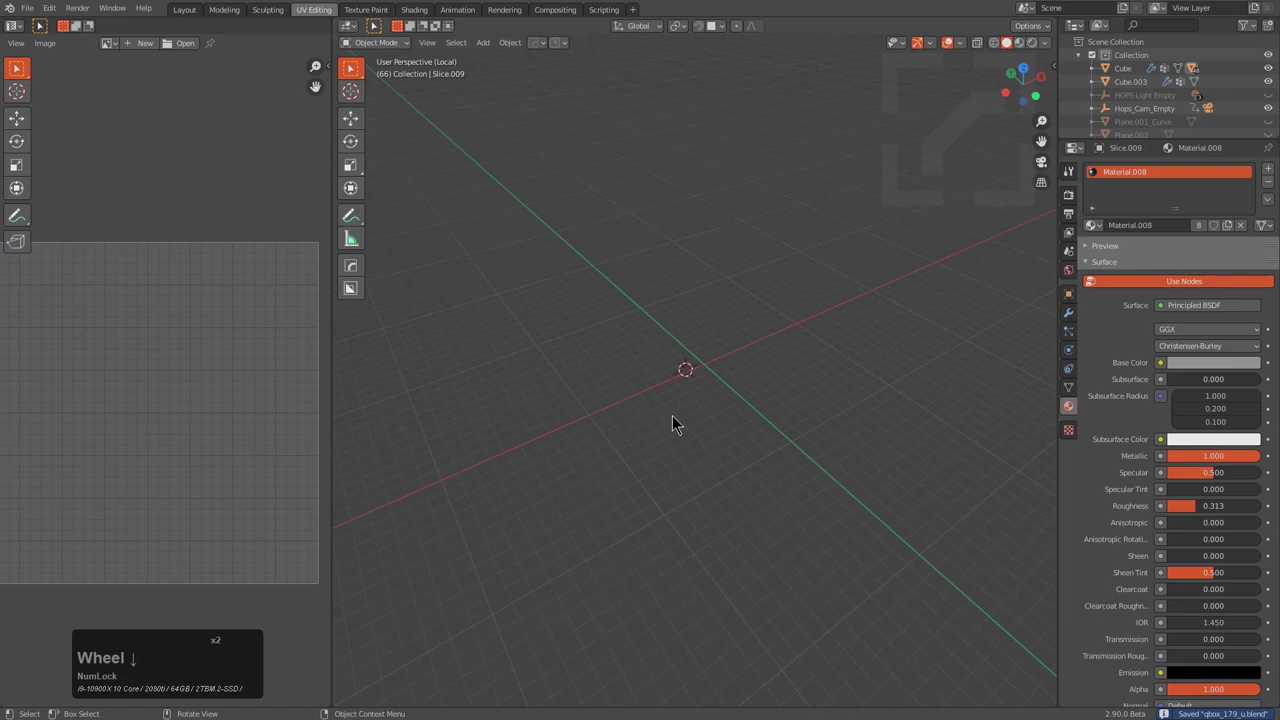 File Edit Render Window Help
Layout Modeling Sculpting UV Editing Texture Paint Shading Animation Rendering Compositing Scripting +
Scene
View Layer
Global
Options
View Image
New
Open
Object Mode View Select Add Object
User Perspective (Local)
(66) Collection | Slice.009
Scene Collection
Collection
Cube
Cube.003
HOPS Light Empty
Hops_Cam_Empty
Plane.001_Curve
Plane.002
Slice.009
Material.008
Material.008
Material.008 8
Preview
Surface
Use Nodes
Surface Principled BSDF
GGX
Christensen-Burley
Base Color
Subsurface 0.000
Subsurface Radius 1.000
0.200
0.100
Subsurface Color
Metallic 1.000
Specular 0.500
Specular Tint 0.000
Roughness 0.313
Anisotropic 0.000
Anisotropic Rotati.. 0.000
Sheen 0.000
Sheen Tint 0.500
Clearcoat 0.000
Clearcoat Roughn.. 0.000
IOR 1.450
Transmission 0.000
Transmission Roug.. 0.000
Emission
Alpha 1.000
Normal Default
x2
Wheel ↓
NumLock
i9-10900X 10 Core / 2080ti / 64GB / 2TBM.2-SSD /
Select
Box Select
Rotate View
Object Context Menu
2.90.0 Beta
Saved "qbox_179_u.blend"